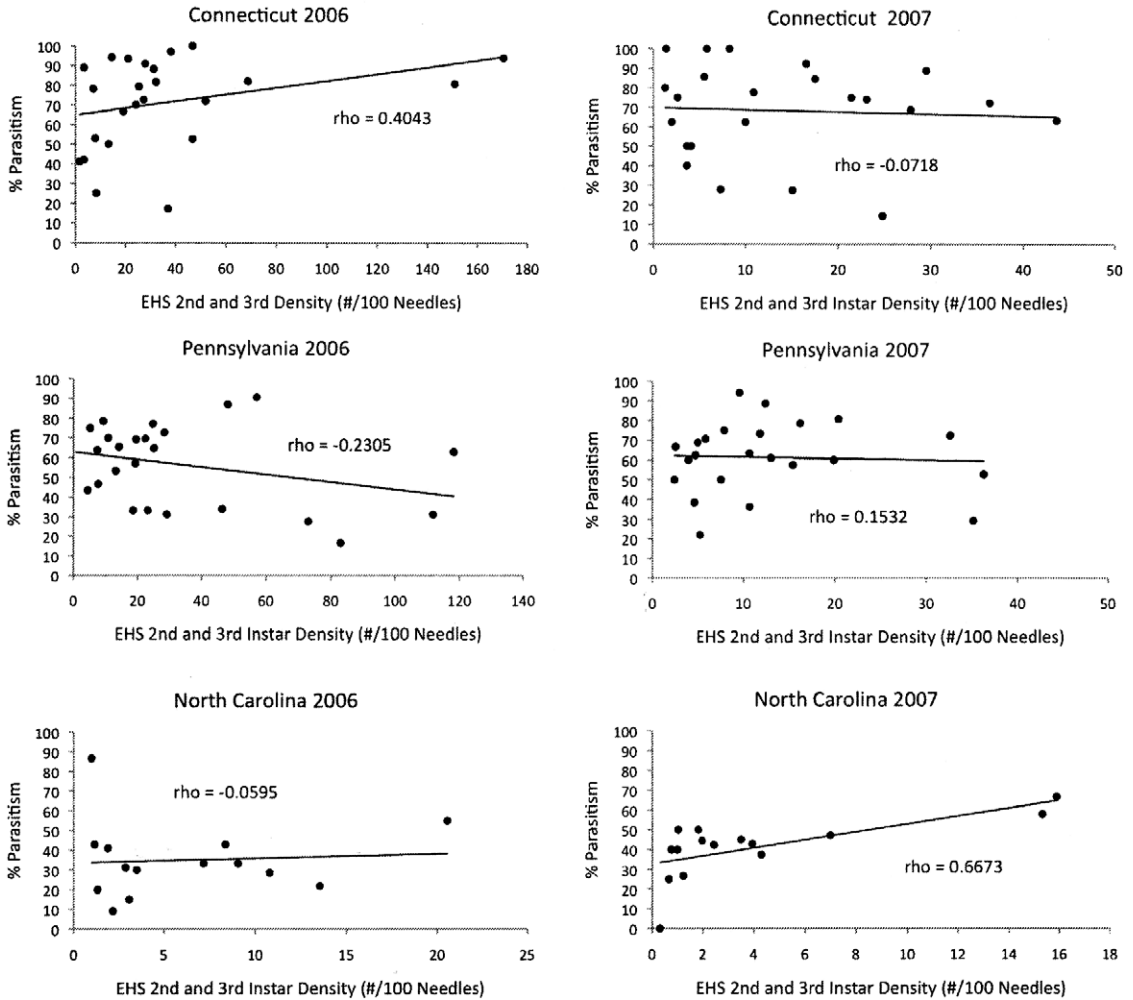 Connecticut 2006
% Parasitism
100
90
80
70
60
50
40
30
20
10
0
rho = 0.4043
0 20 40 60 80 100 120 140 160 180
EHS 2nd and 3rd Density (#/100 Needles)
Connecticut 2007
% Parasitism
100
90
80
70
60
50
40
30
20
10
0
rho = -0.0718
0 10 20 30 40 50
EHS 2nd and 3rd Instar Density (#/100 Needles)
Pennsylvania 2006
% Parasitism
100
90
80
70
60
50
40
30
20
10
0
rho = -0.2305
0 20 40 60 80 100 120 140
EHS 2nd and 3rd Instar Density (#/100 Needles)
Pennsylvania 2007
% Parasitism
100
90
80
70
60
50
40
30
20
10
0
rho = 0.1532
0 10 20 30 40 50
EHS 2nd and 3rd Instar Density (#/100 Needles)
North Carolina 2006
% Parasitism
100
90
80
70
60
50
40
30
20
10
0
rho = -0.0595
0 5 10 15 20 25
EHS 2nd and 3rd Instar Density (#/100 Needles)
North Carolina 2007
% Parasitism
100
90
80
70
60
50
40
30
20
10
0
rho = 0.6673
0 2 4 6 8 10 12 14 16 18
EHS 2nd and 3rd Instar Density (#/100 Needles)